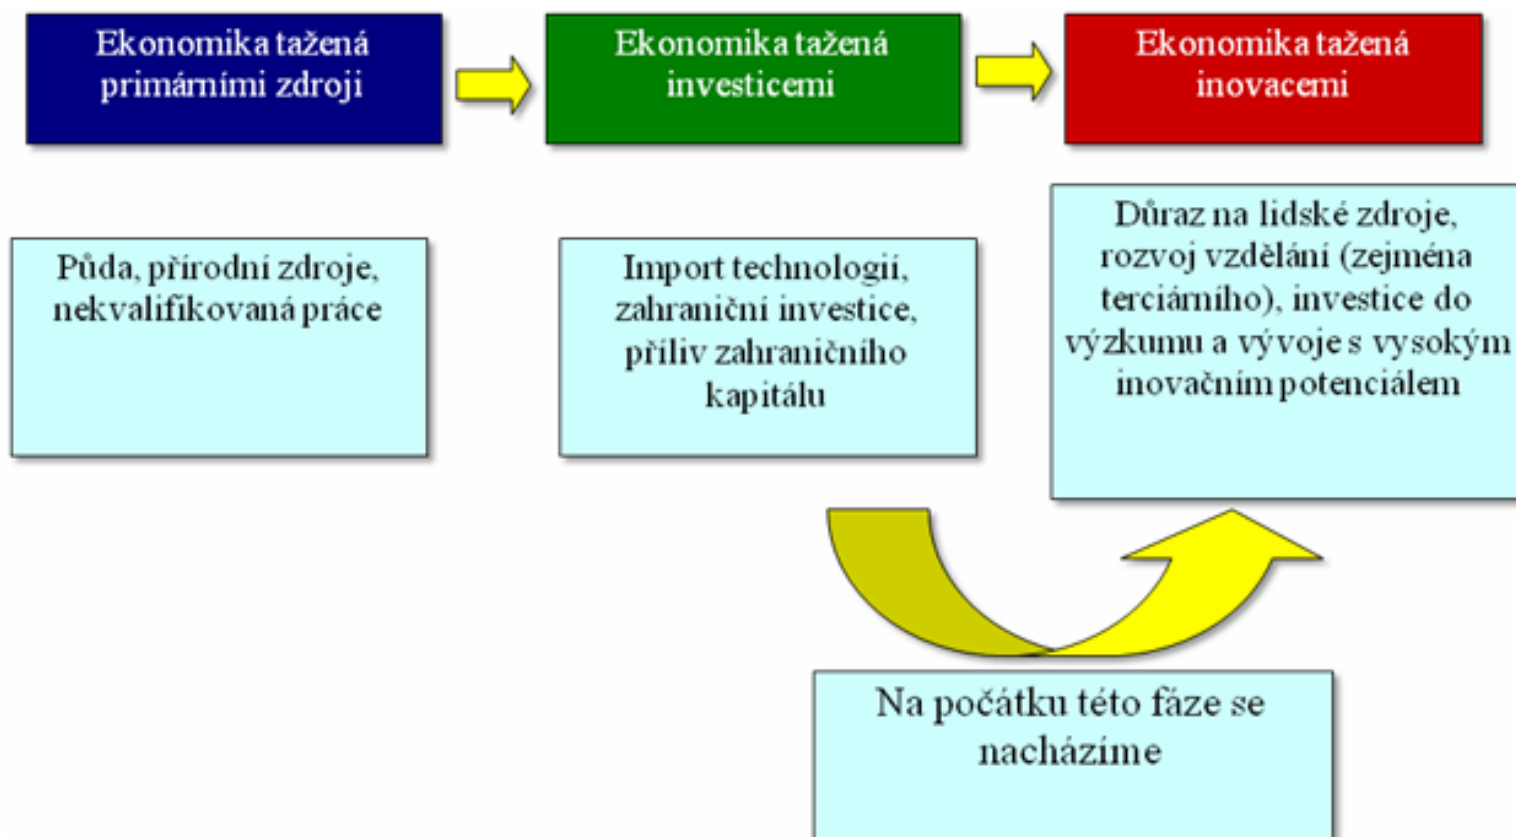 Ekonomika tažená
primárními zdroji
Ekonomika tažená
investicemi
Ekonomika tažená
inovacemi
Půda, přírodní zdroje,
nekvalifikovaná práce
Import technologií,
zahraniční investice,
příliv zahraničního
kapitálu
Důraz na lidské zdroje,
rozvoj vzdělání (zejména
terciárního), investice do
výzkumu a vývoje s vysokým
inovačním potenciálem
Na počátku této fáze se
nacházíme